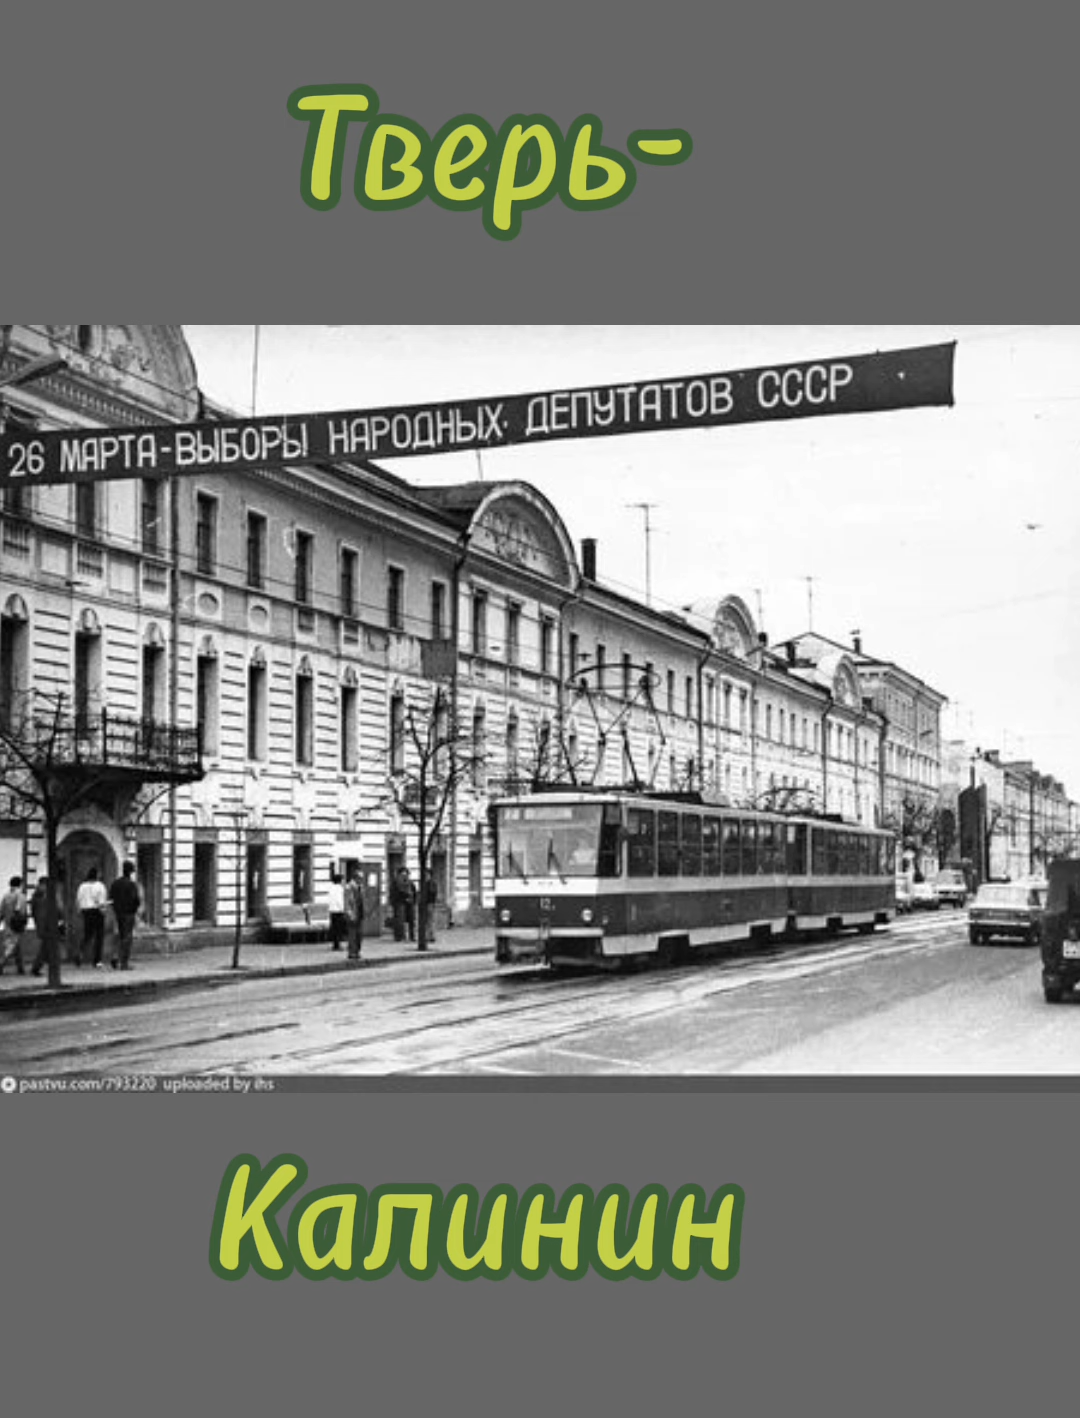 Тверь-
26 МАРТА-ВЫБОРЫ НАРОДНЫХ ДЕПУТАТОВ СССР
pastvu.com/793220 uploaded by ihs
Калинин